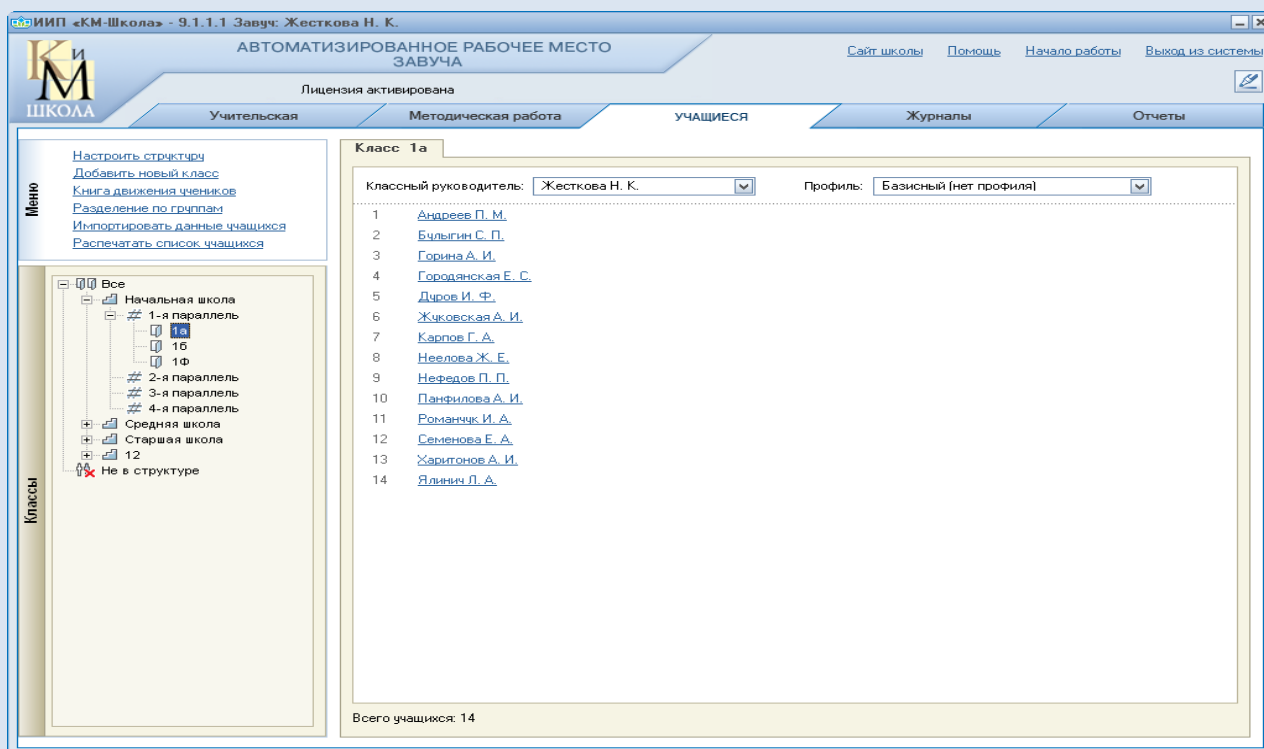 ИИП «КМ-Школа» - 9.1.1.1 Завуч: Жесткова Н. К.
КиМ
ШКОЛА
АВТОМАТИЗИРОВАННОЕ РАБОЧЕЕ МЕСТО
ЗАВУЧА
Сайт школы Помощь Начало работы Выход из системы
Лицензия активирована
Учительская Методическая работа УЧАЩИЕСЯ Журналы Отчеты
Меню
Настроить структуру
Добавить новый класс
Книга движения учеников
Разделение по группам
Импортировать данные учащихся
Распечатать список учащихся
Классы
Все
Начальная школа
1-я параллель
1а
1б
1Ф
2-я параллель
3-я параллель
4-я параллель
Средняя школа
Старшая школа
12
Не в структуре
Класс 1а
Классный руководитель: Жесткова Н. К. Профиль: Базисный (нет профиля)
1 Андреев П. М.
2 Булыгин С. П.
3 Горина А. И.
4 Городянская Е. С.
5 Дуров И. Ф.
6 Жуковская А. И.
7 Карпов Г. А.
8 Неелова Ж. Е.
9 Нефедов П. П.
10 Панфилова А. И.
11 Романчук И. А.
12 Семенова Е. А.
13 Харитонов А. И.
14 Ялинич Л. А.
Всего учащихся: 14